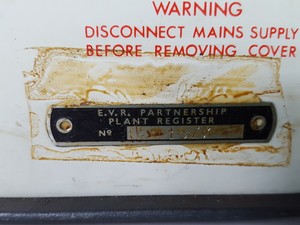 WARNING
DISCONNECT MAINS SUPPLY
BEFORE REMOVING COVER
E.V.R. PARTNERSHIP
PLANT REGISTER
Nº